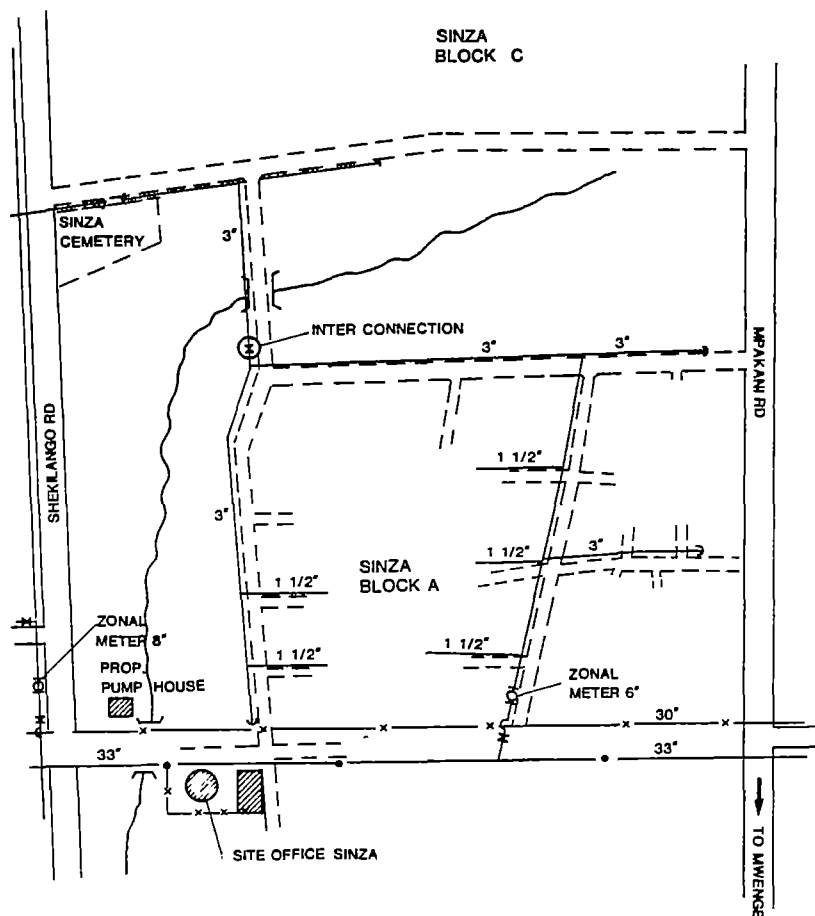 SINZA
BLOCK C
SINZA
CEMETERY
3"
INTER CONNECTION
3"
3"
MPAKANI RD
SHEKILANGO RD
1 1/2"
3"
1 1/2"
3"
SINZA
BLOCK A
1 1/2"
ZONAL
METER 8"
1 1/2"
1 1/2"
PROP.
PUMP HOUSE
ZONAL
METER 6"
30"
33"
33"
SITE OFFICE SINZA
TO MWENGE